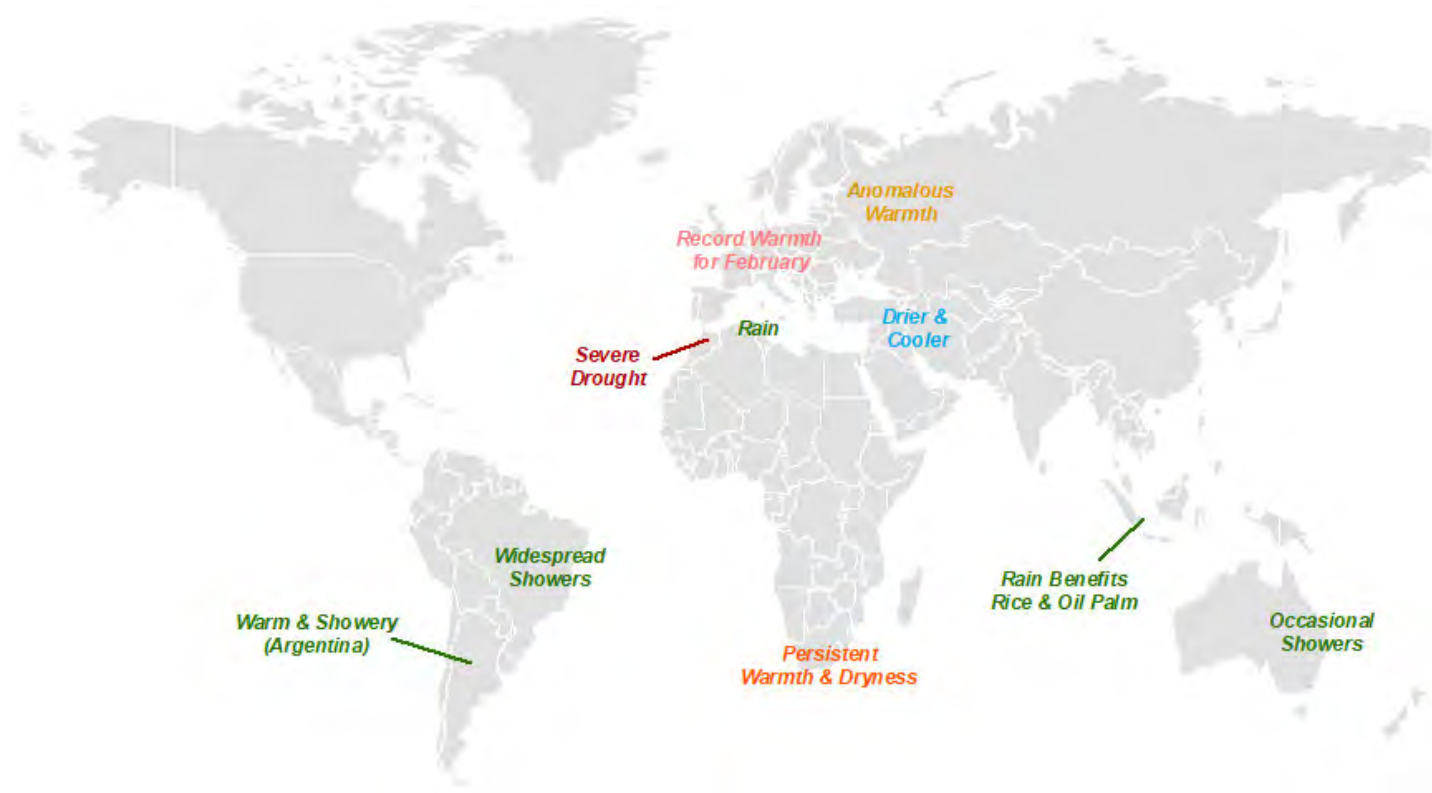 Anomalous
Warmth
Record Warmth
for February
Drier &
Cooler
Rain
Severe
Drought
Widespread
Showers
Rain Benefits
Rice & Oil Palm
Warm & Showery
(Argentina)
Occasional
Showers
Persistent
Warmth & Dryness